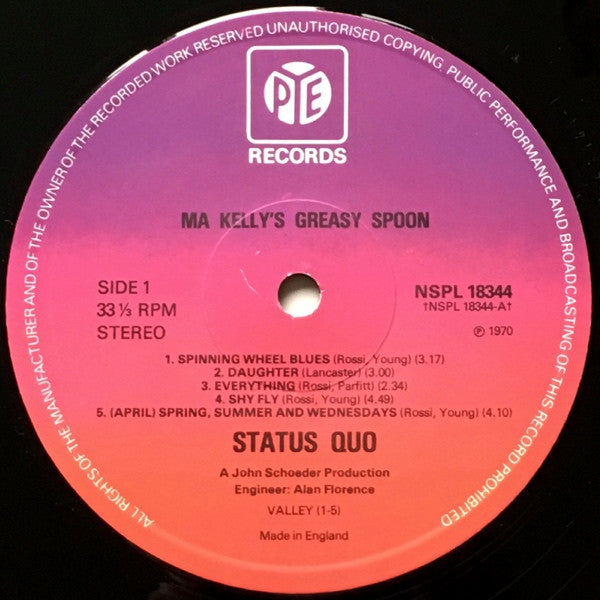 ALL RIGHTS OF THE MANUFACTURER AND OF THE OWNER OF THE RECORDED WORK RESERVED UNAUTHORISED COPYING, PUBLIC PERFORMANCE AND BROADCASTING OF THIS RECORD PROHIBITED
PYE
RECORDS
MA KELLY'S GREASY SPOON
SIDE 1
33 ⅓ RPM
STEREO
NSPL 18344
†NSPL 18344-A†
℗ 1970
1. SPINNING WHEEL BLUES (Rossi, Young) (3.17)
2. DAUGHTER (Lancaster) (3.00)
3. EVERYTHING (Rossi, Parfitt) (2.34)
4. SHY FLY (Rossi, Young) (4.49)
5. (APRIL) SPRING, SUMMER AND WEDNESDAYS (Rossi, Young) (4.10)
STATUS QUO
A John Schoeder Production
Engineer: Alan Florence
VALLEY (1-5)
Made in England